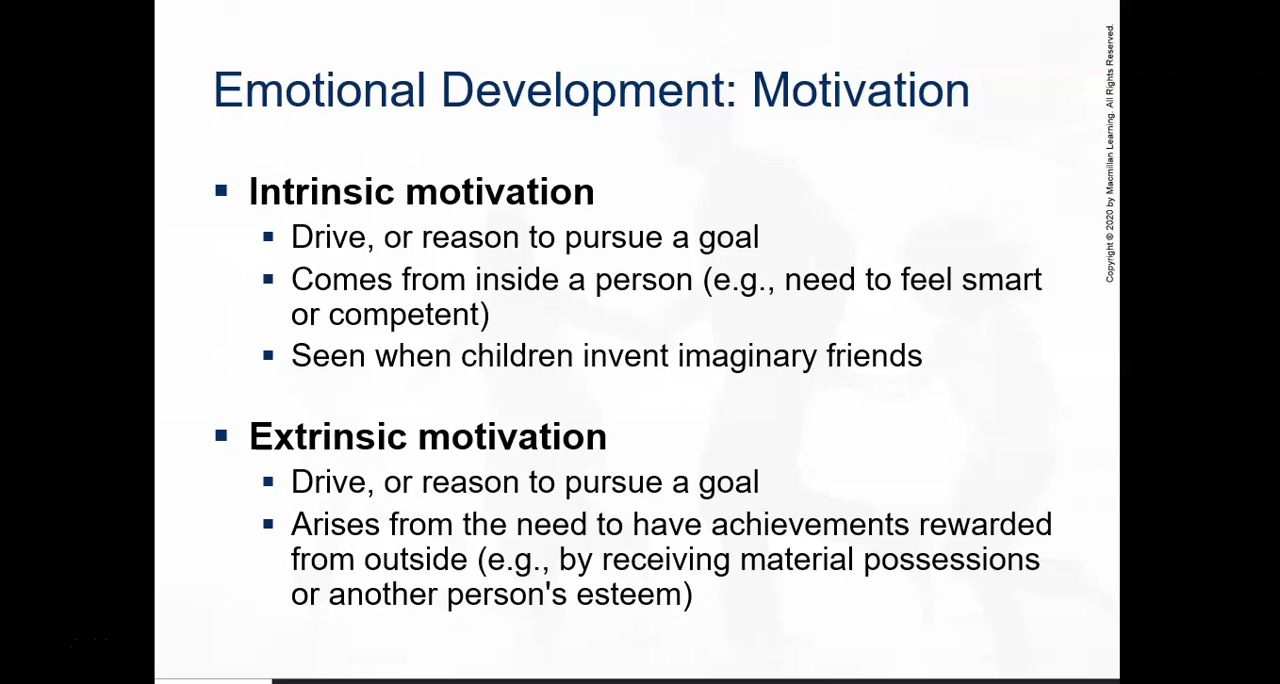 Emotional Development: Motivation
▪ Intrinsic motivation
▪ Drive, or reason to pursue a goal
▪ Comes from inside a person (e.g., need to feel smart
or competent)
▪ Seen when children invent imaginary friends
▪ Extrinsic motivation
▪ Drive, or reason to pursue a goal
▪ Arises from the need to have achievements rewarded
from outside (e.g., by receiving material possessions
or another person's esteem)
Copyright © 2020 by Macmillan Learning. All Rights Reserved.